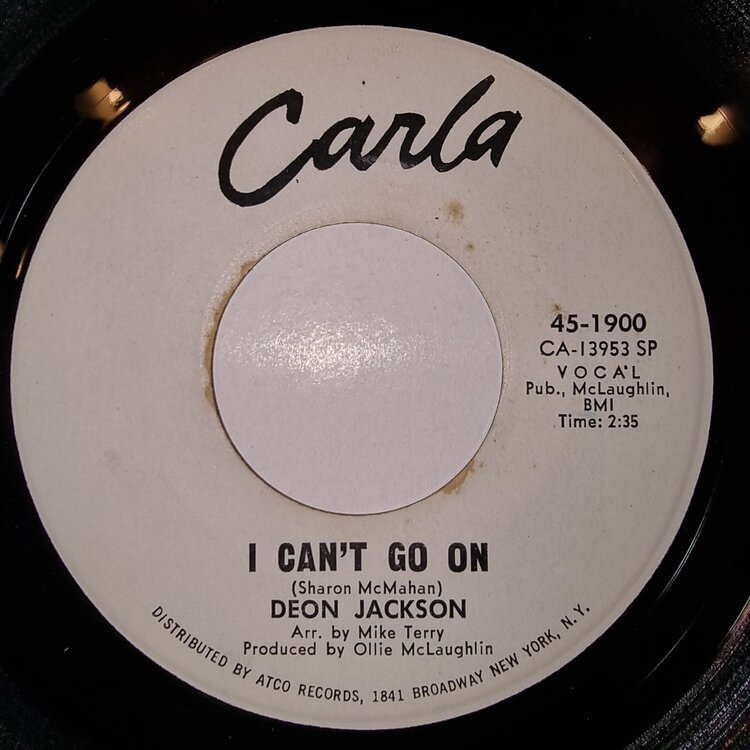 Carla
45-1900
CA-13953 SP
VOCAL
Pub., McLaughlin,
BMI
Time: 2:35
I CAN'T GO ON
(Sharon McMahan)
DEON JACKSON
Arr. by Mike Terry
Produced by Ollie McLaughlin
DISTRIBUTED BY ATCO RECORDS, 1841 BROADWAY NEW YORK, N.Y.